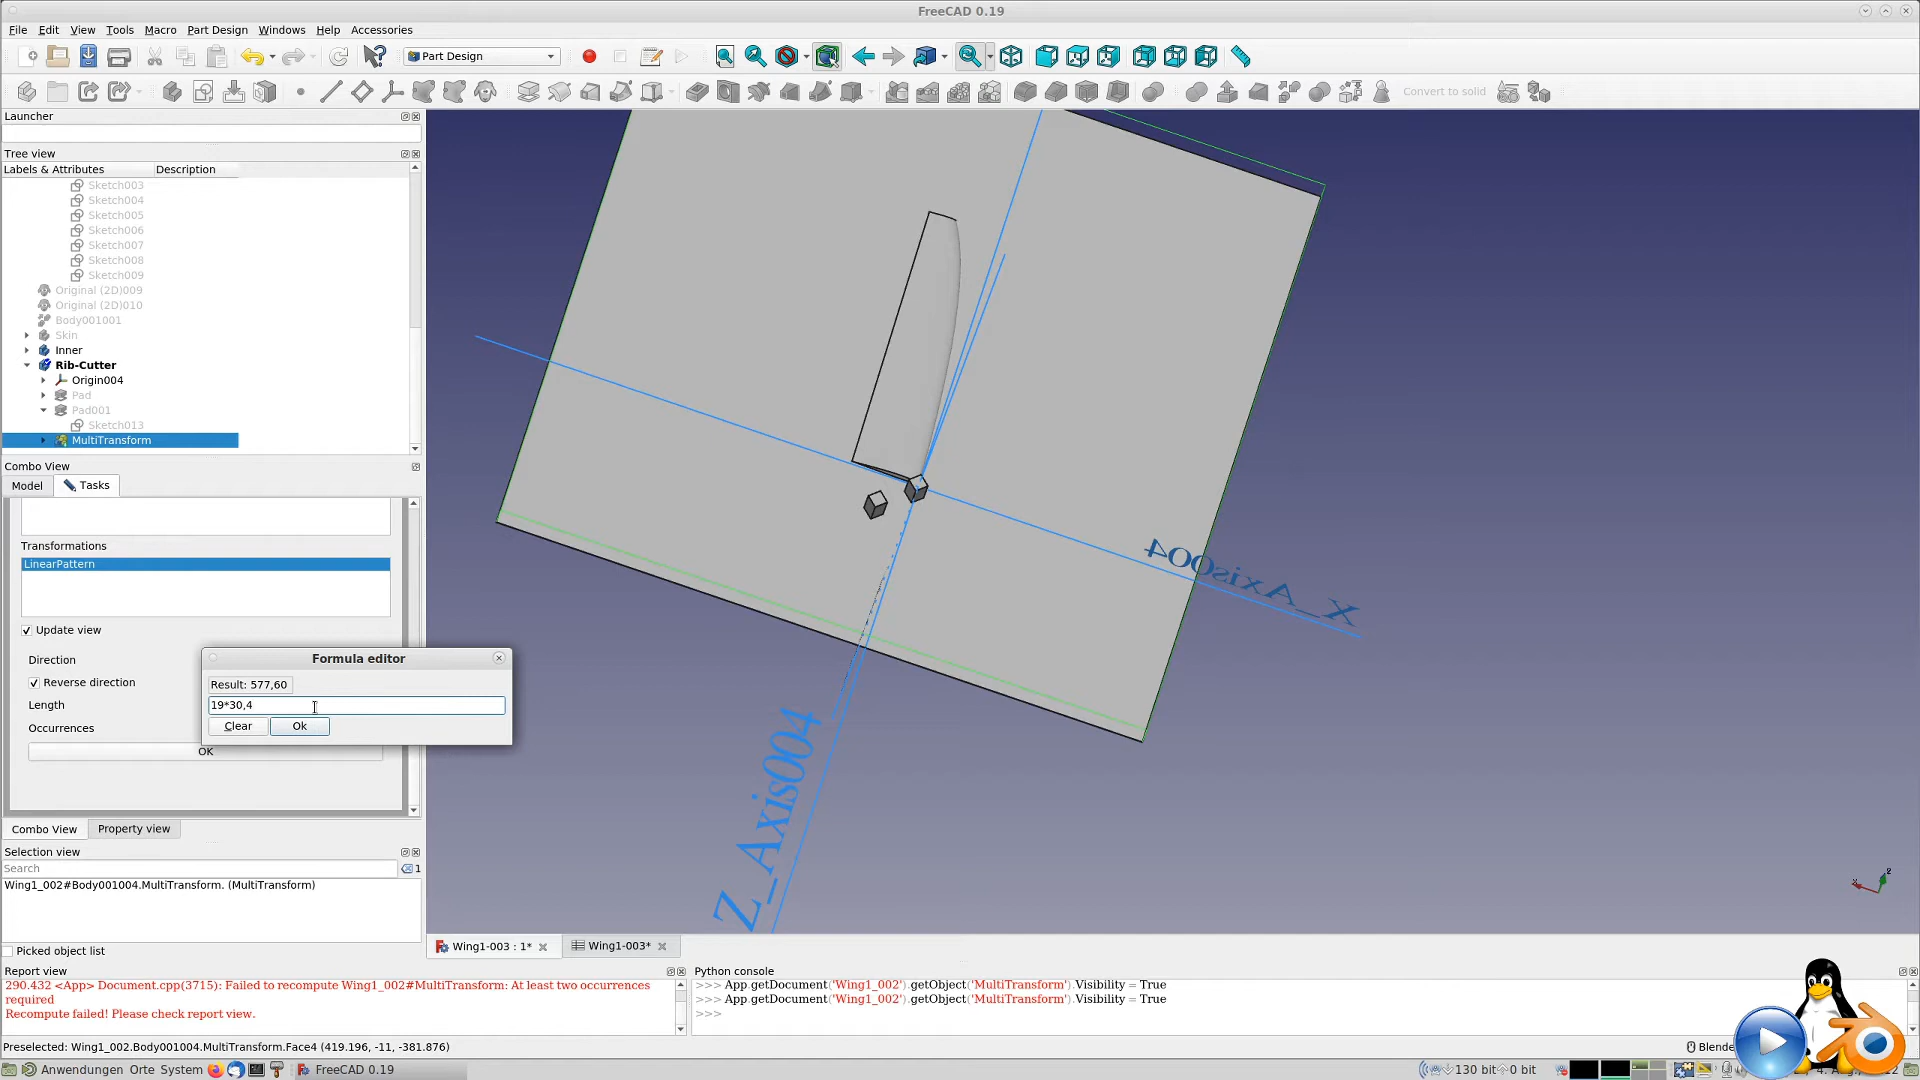 FreeCAD 0.19
File Edit View Tools Macro Part Design Windows Help Accessories
Part Design
Convert to solid
Launcher
Tree view
Labels & Attributes Description
Sketch003
Sketch004
Sketch005
Sketch006
Sketch007
Sketch008
Sketch009
Original (2D)009
Original (2D)010
Body001001
Skin
Inner
Rib-Cutter
Origin004
Pad
Pad001
Sketch013
MultiTransform
Combo View
Model Tasks
Transformations
LinearPattern
Update view
Direction
Reverse direction
Length
Occurrences
OK
Formula editor
Result: 577,60
19*30,4
Clear Ok
X_Axis004
Z_Axis004
Combo View Property view
Selection view
Search
1
Wing1_002#Body001004.MultiTransform. (MultiTransform)
Picked object list
Wing1-003 : 1* Wing1-003*
Report view
290.432 <App> Document.cpp(3715): Failed to recompute Wing1_002#MultiTransform: At least two occurrences
required
Recompute failed! Please check report view.
Python console
>>> App.getDocument('Wing1_002').getObject('MultiTransform').Visibility = True
>>> App.getDocument('Wing1_002').getObject('MultiTransform').Visibility = True
>>>
Preselected: Wing1_002.Body001004.MultiTransform.Face4 (419.196, -11, -381.876)
Anwendungen Orte System FreeCAD 0.19 130 bit 0 bit